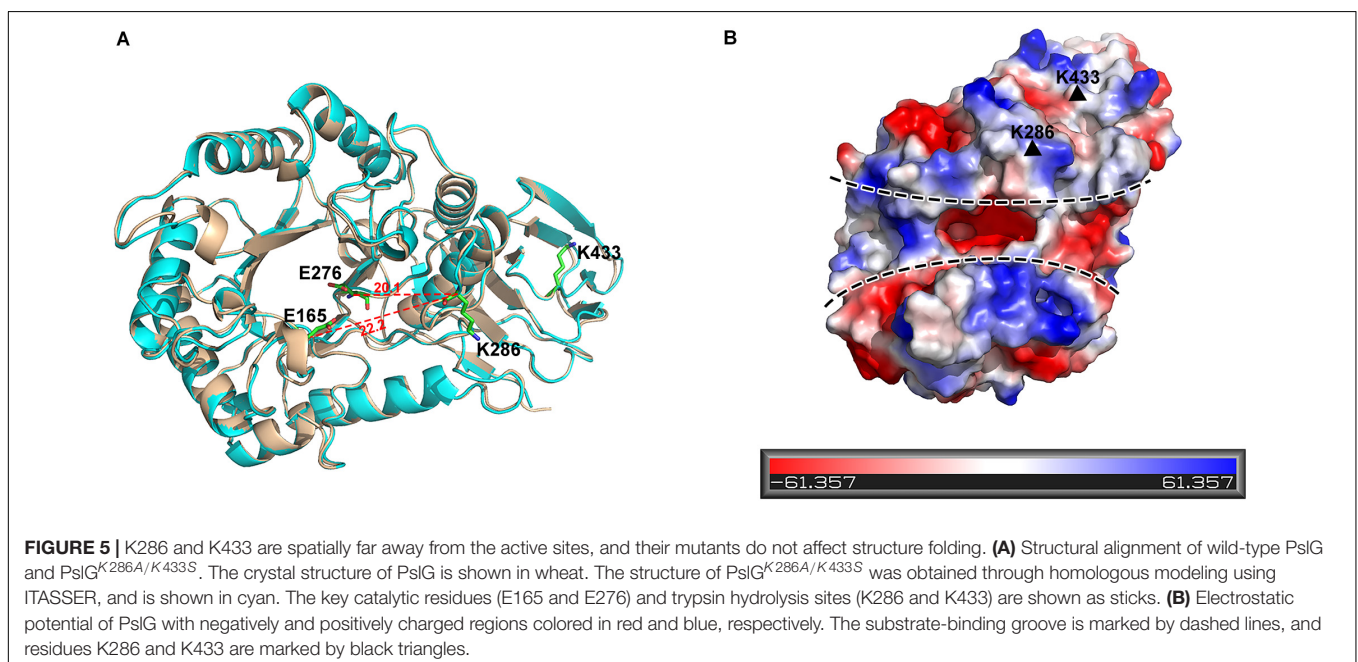 A
B
K433
K286
E276
20.1
K433
E165
22.2
K286
-61.357 61.357
FIGURE 5 | K286 and K433 are spatially far away from the active sites, and their mutants do not affect structure folding. (A) Structural alignment of wild-type PslG
and PslGK286A/K433S. The crystal structure of PslG is shown in wheat. The structure of PslGK286A/K433S was obtained through homologous modeling using
ITASSER, and is shown in cyan. The key catalytic residues (E165 and E276) and trypsin hydrolysis sites (K286 and K433) are shown as sticks. (B) Electrostatic
potential of PslG with negatively and positively charged regions colored in red and blue, respectively. The substrate-binding groove is marked by dashed lines, and
residues K286 and K433 are marked by black triangles.